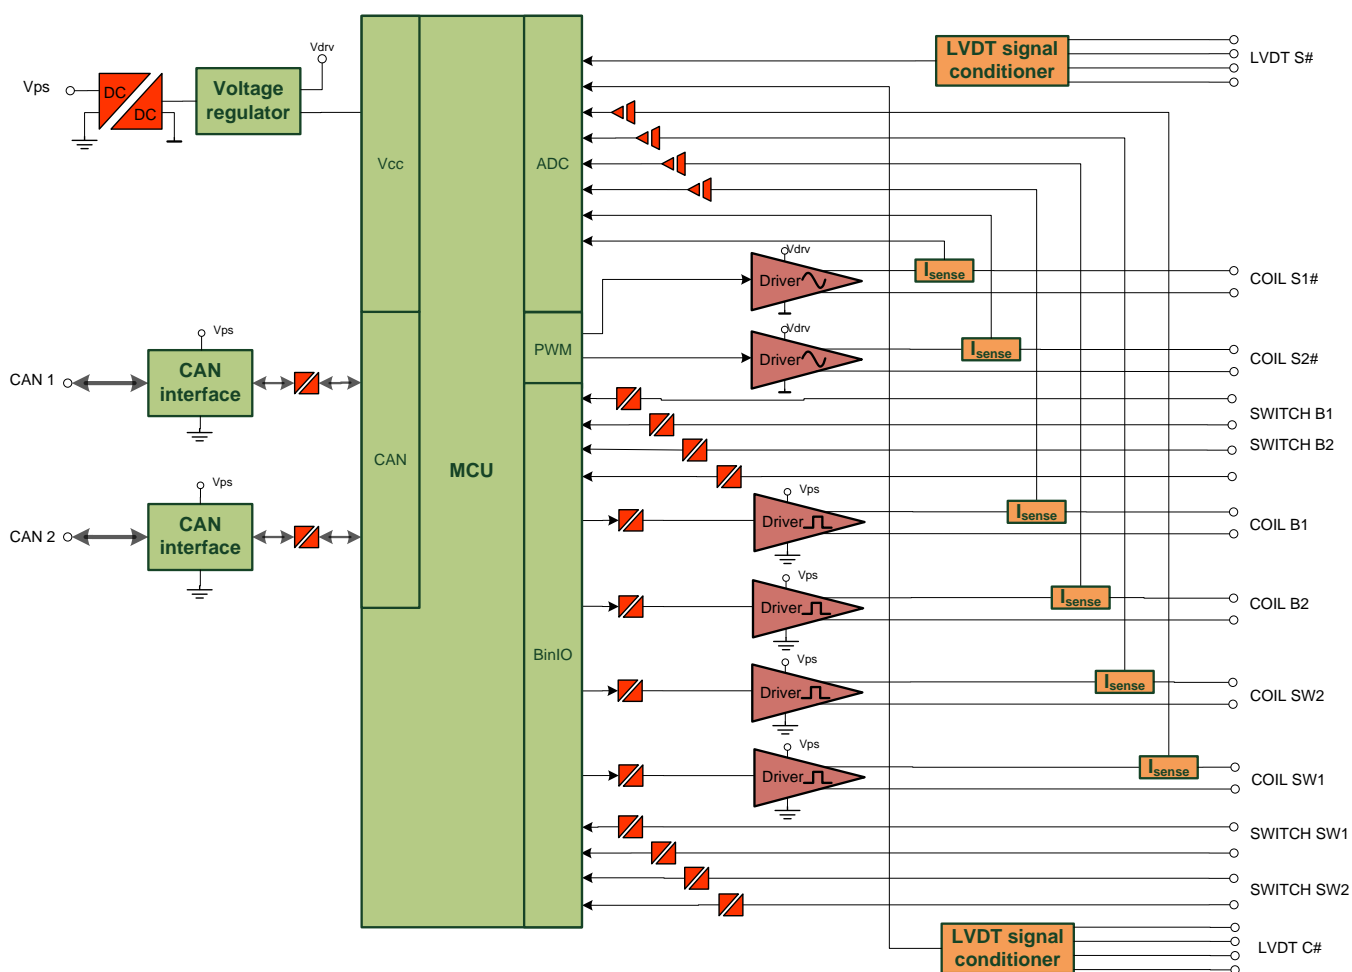 LVDT signal
conditioner
LVDT S#
Vdrv
Vps
DC
DC
Voltage
regulator
Vcc
ADC
Vdrv
Driver
Isense
COIL S1#
PWM
Vdrv
Driver
Isense
COIL S2#
Vps
CAN 1
CAN
interface
SWITCH B1
SWITCH B2
CAN
MCU
Vps
CAN 2
CAN
interface
Vps
Driver
Isense
COIL B1
Vps
Driver
Isense
COIL B2
BinIO
Vps
Driver
Isense
COIL SW2
Vps
Driver
Isense
COIL SW1
SWITCH SW1
SWITCH SW2
LVDT signal
conditioner
LVDT C#